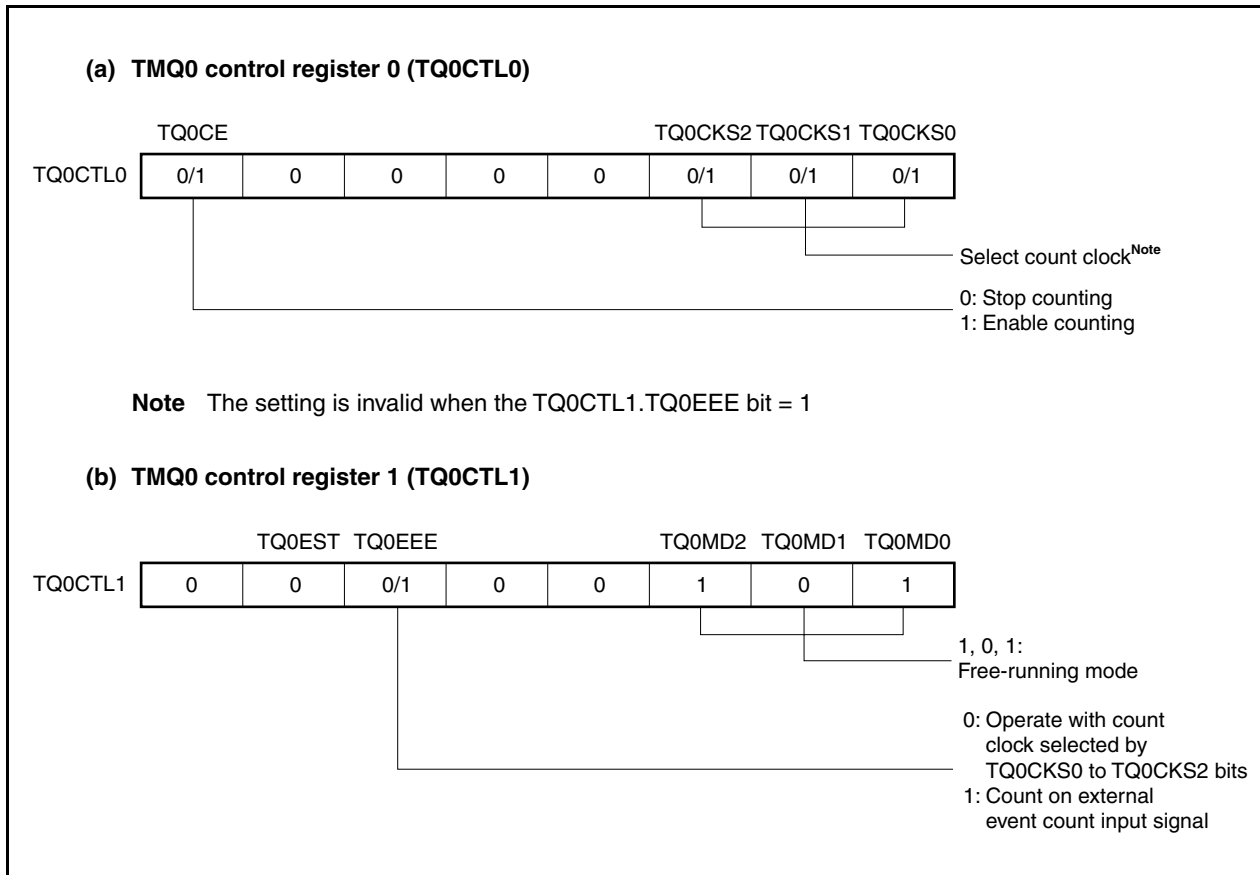 (a) TMQ0 control register 0 (TQ0CTL0)
TQ0CE TQ0CKS2 TQ0CKS1 TQ0CKS0
TQ0CTL0 0/1 0 0 0 0 0/1 0/1 0/1
Select count clockNote
0: Stop counting
1: Enable counting
Note The setting is invalid when the TQ0CTL1.TQ0EEE bit = 1
(b) TMQ0 control register 1 (TQ0CTL1)
TQ0EST TQ0EEE TQ0MD2 TQ0MD1 TQ0MD0
TQ0CTL1 0 0 0/1 0 0 1 0 1
1, 0, 1:
Free-running mode
0: Operate with count
clock selected by
TQ0CKS0 to TQ0CKS2 bits
1: Count on external
event count input signal